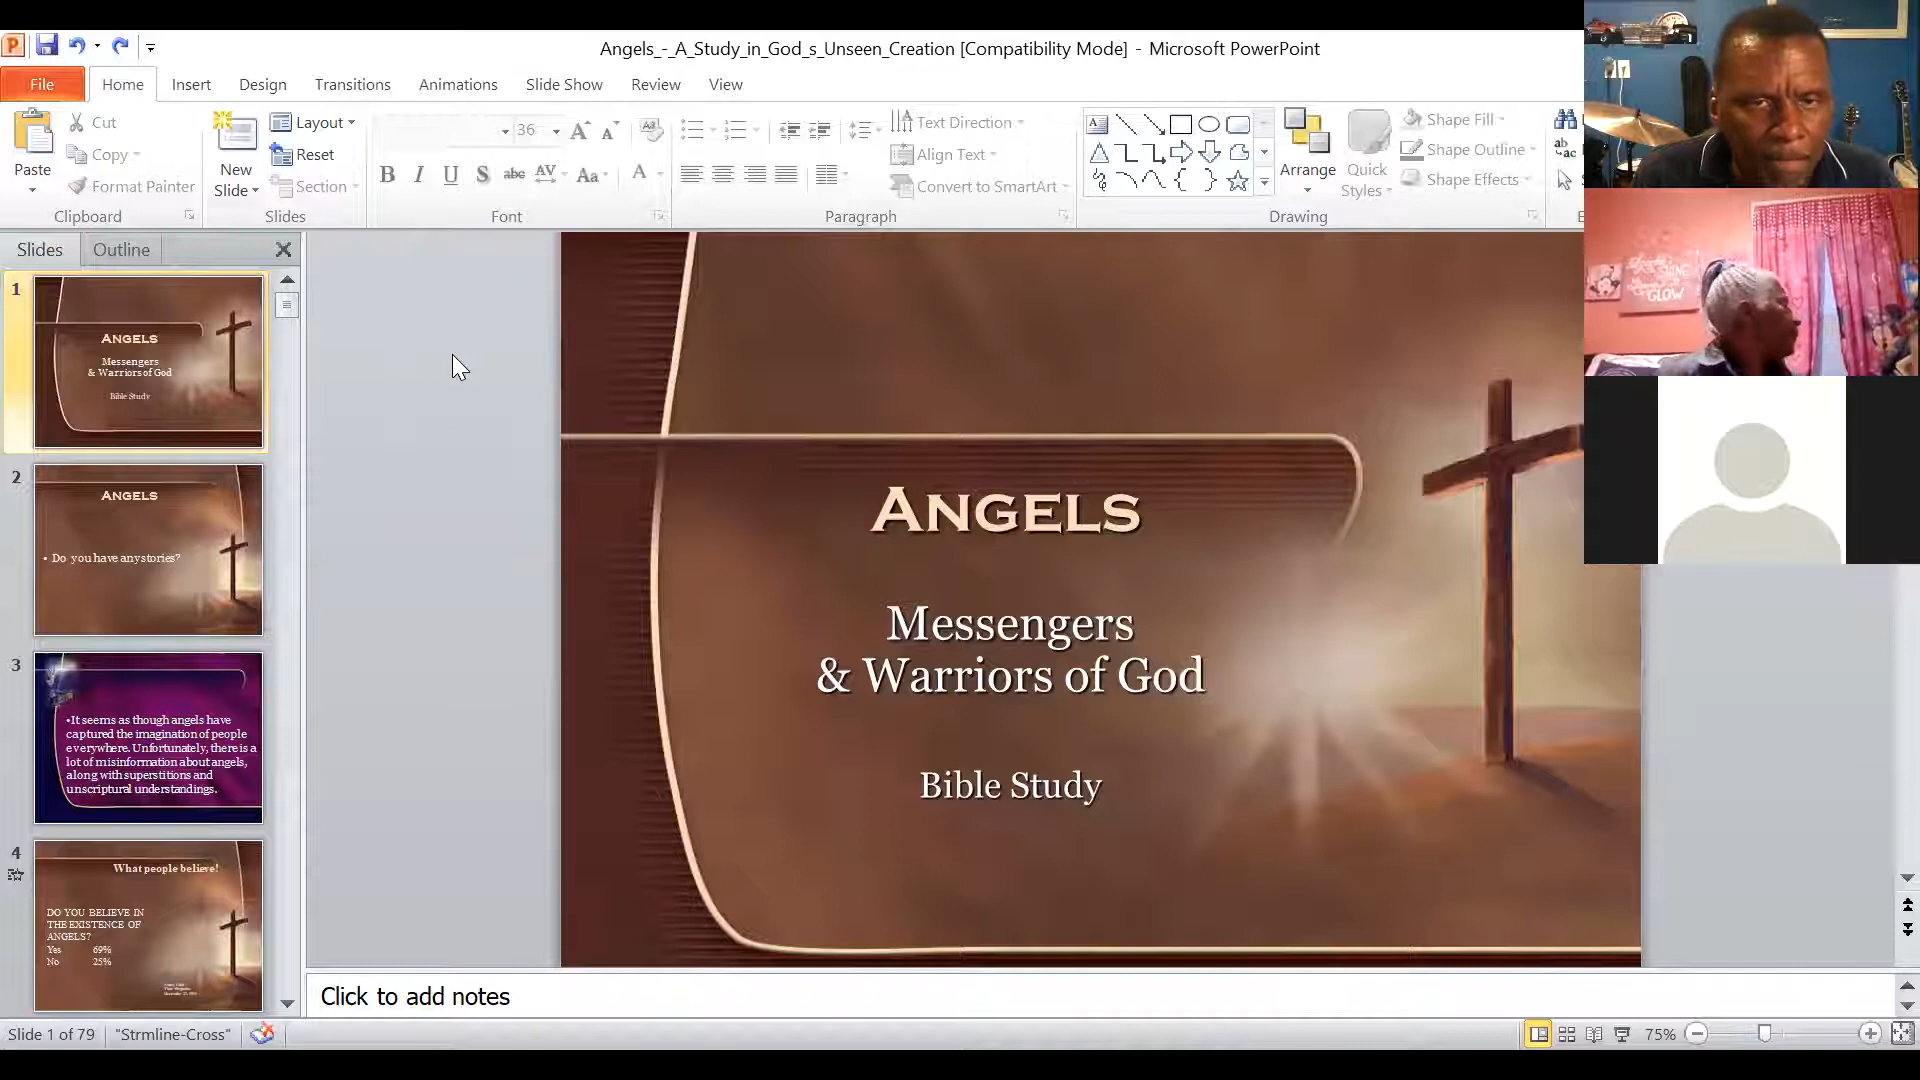 Angels_-_A_Study_in_God_s_Unseen_Creation [Compatibility Mode] - Microsoft PowerPoint
File Home Insert Design Transitions Animations Slide Show Review View
Paste
Cut
Copy
Format Painter
Clipboard
New
Slide
Layout
Reset
Section
Slides
36
B I U S abc AV Aa A
Font
Text Direction
Align Text
Convert to SmartArt
Paragraph
Arrange
Quick
Styles
Shape Fill
Shape Outline
Shape Effects
Drawing
Slides Outline
1
ANGELS
Messengers
& Warriors of God
Bible Study
2
ANGELS
• Do you have any stories?
3
•It seems as though angels have
captured the imagination of people
everywhere. Unfortunately, there is a
lot of misinformation about angels,
along with superstitions and
unscriptural understandings.
4
What people believe!
DO YOU BELIEVE IN
THE EXISTENCE OF
ANGELS?
Yes 69%
No 25%
ANGELS
Messengers
& Warriors of God
Bible Study
SHINE
GLOW
Click to add notes
Slide 1 of 79 "Strmline-Cross" 75%